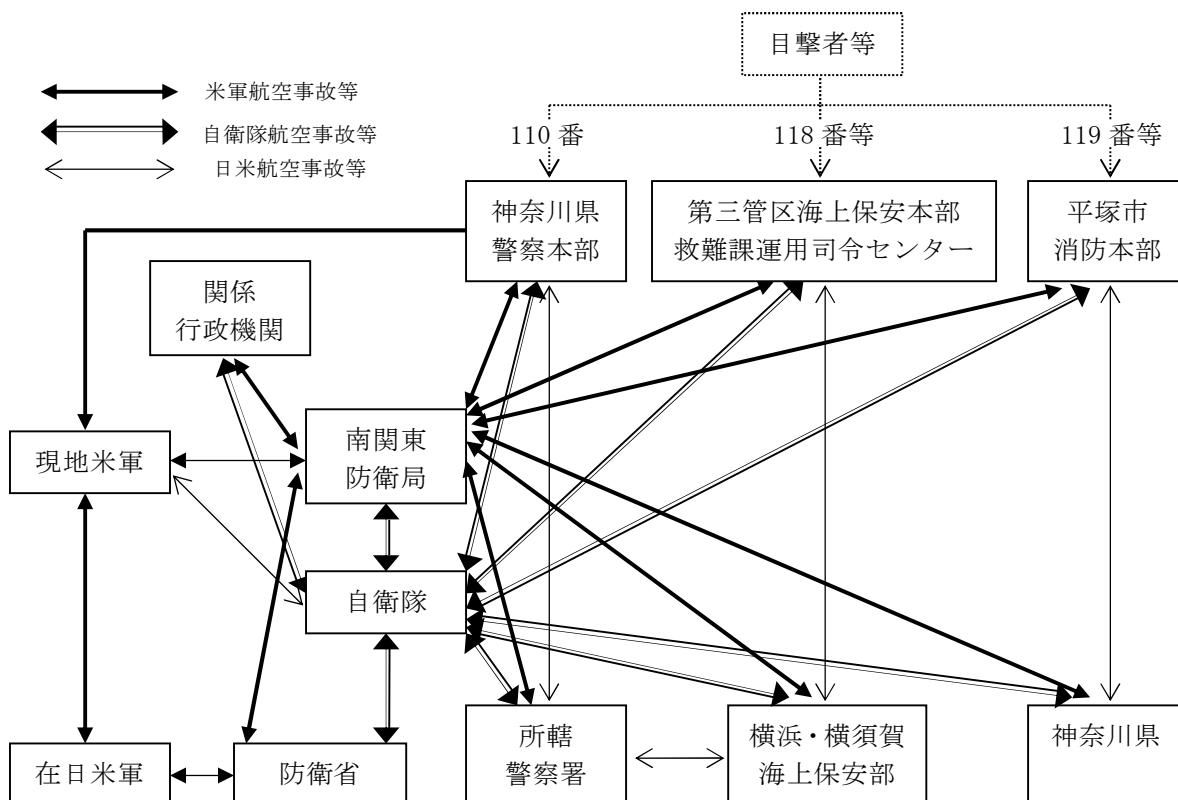 目撃者等
米軍航空事故等
自衛隊航空事故等
日米航空事故等
110 番
118 番等
119 番等
神奈川県
警察本部
第三管区海上保安本部
救難課運用司令センター
平塚市
消防本部
関係
行政機関
南関東
防衛局
現地米軍
自衛隊
所轄
警察署
横浜・横須賀
海上保安部
神奈川県
在日米軍
防衛省